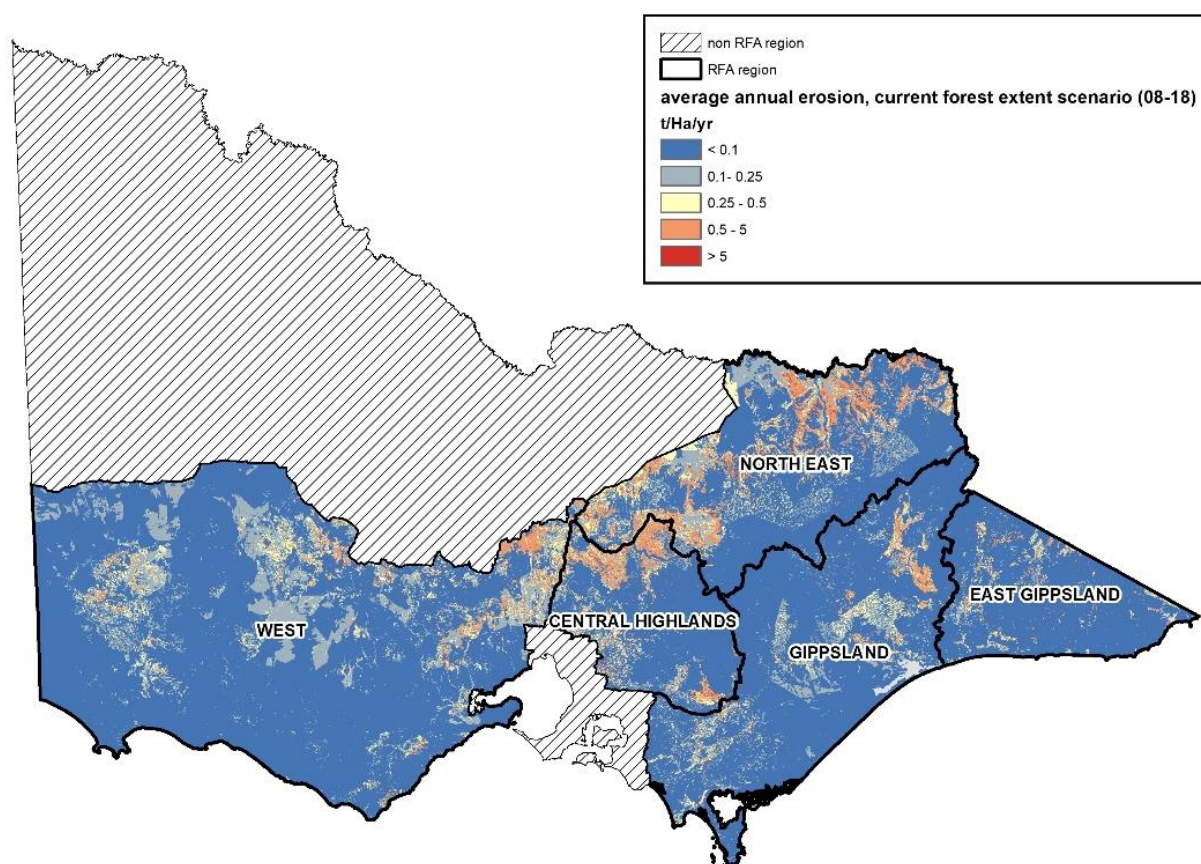 non RFA region
RFA region
average annual erosion, current forest extent scenario (08-18)
t/Ha/yr
< 0.1
0.1- 0.25
0.25 - 0.5
0.5 - 5
> 5
NORTH EAST
EAST GIPPSLAND
CENTRAL HIGHLANDS
WEST
GIPPSLAND